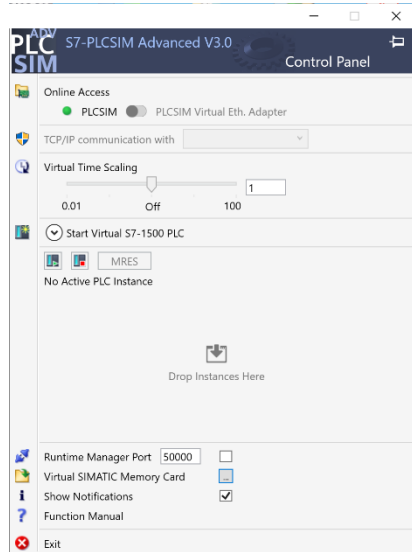 PLC ADV SIM
S7-PLCSIM Advanced V3.0
Control Panel
Online Access
PLCSIM PLCSIM Virtual Eth. Adapter
TCP/IP communication with
Virtual Time Scaling
1
0.01 Off 100
Start Virtual S7-1500 PLC
MRES
No Active PLC Instance
Drop Instances Here
Runtime Manager Port 50000
Virtual SIMATIC Memory Card ...
Show Notifications
Function Manual
Exit